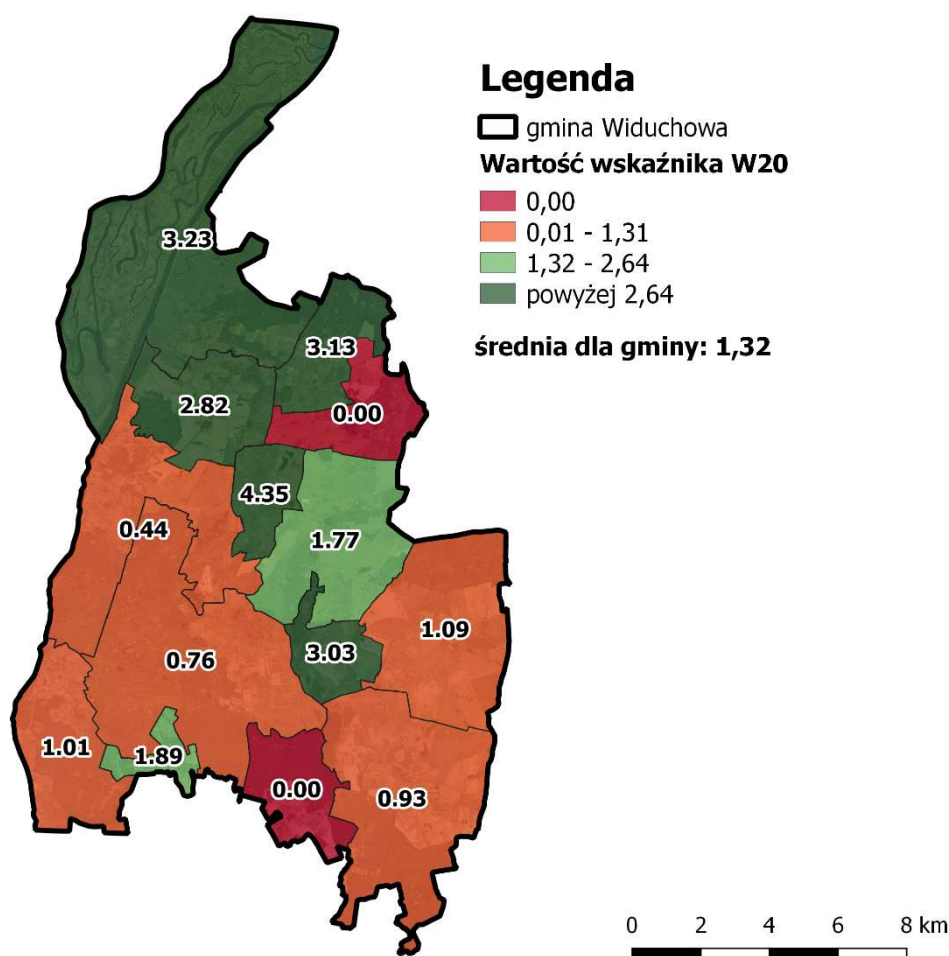 Legenda
gmina Widuchowa
Wartość wskaźnika W20
0,00
0,01 - 1,31
1,32 - 2,64
powyżej 2,64
średnia dla gminy: 1,32
3.23
3.13
2.82
0.00
4.35
0.44
1.77
1.09
3.03
0.76
1.01
1.89
0.00
0.93
0 2 4 6 8 km